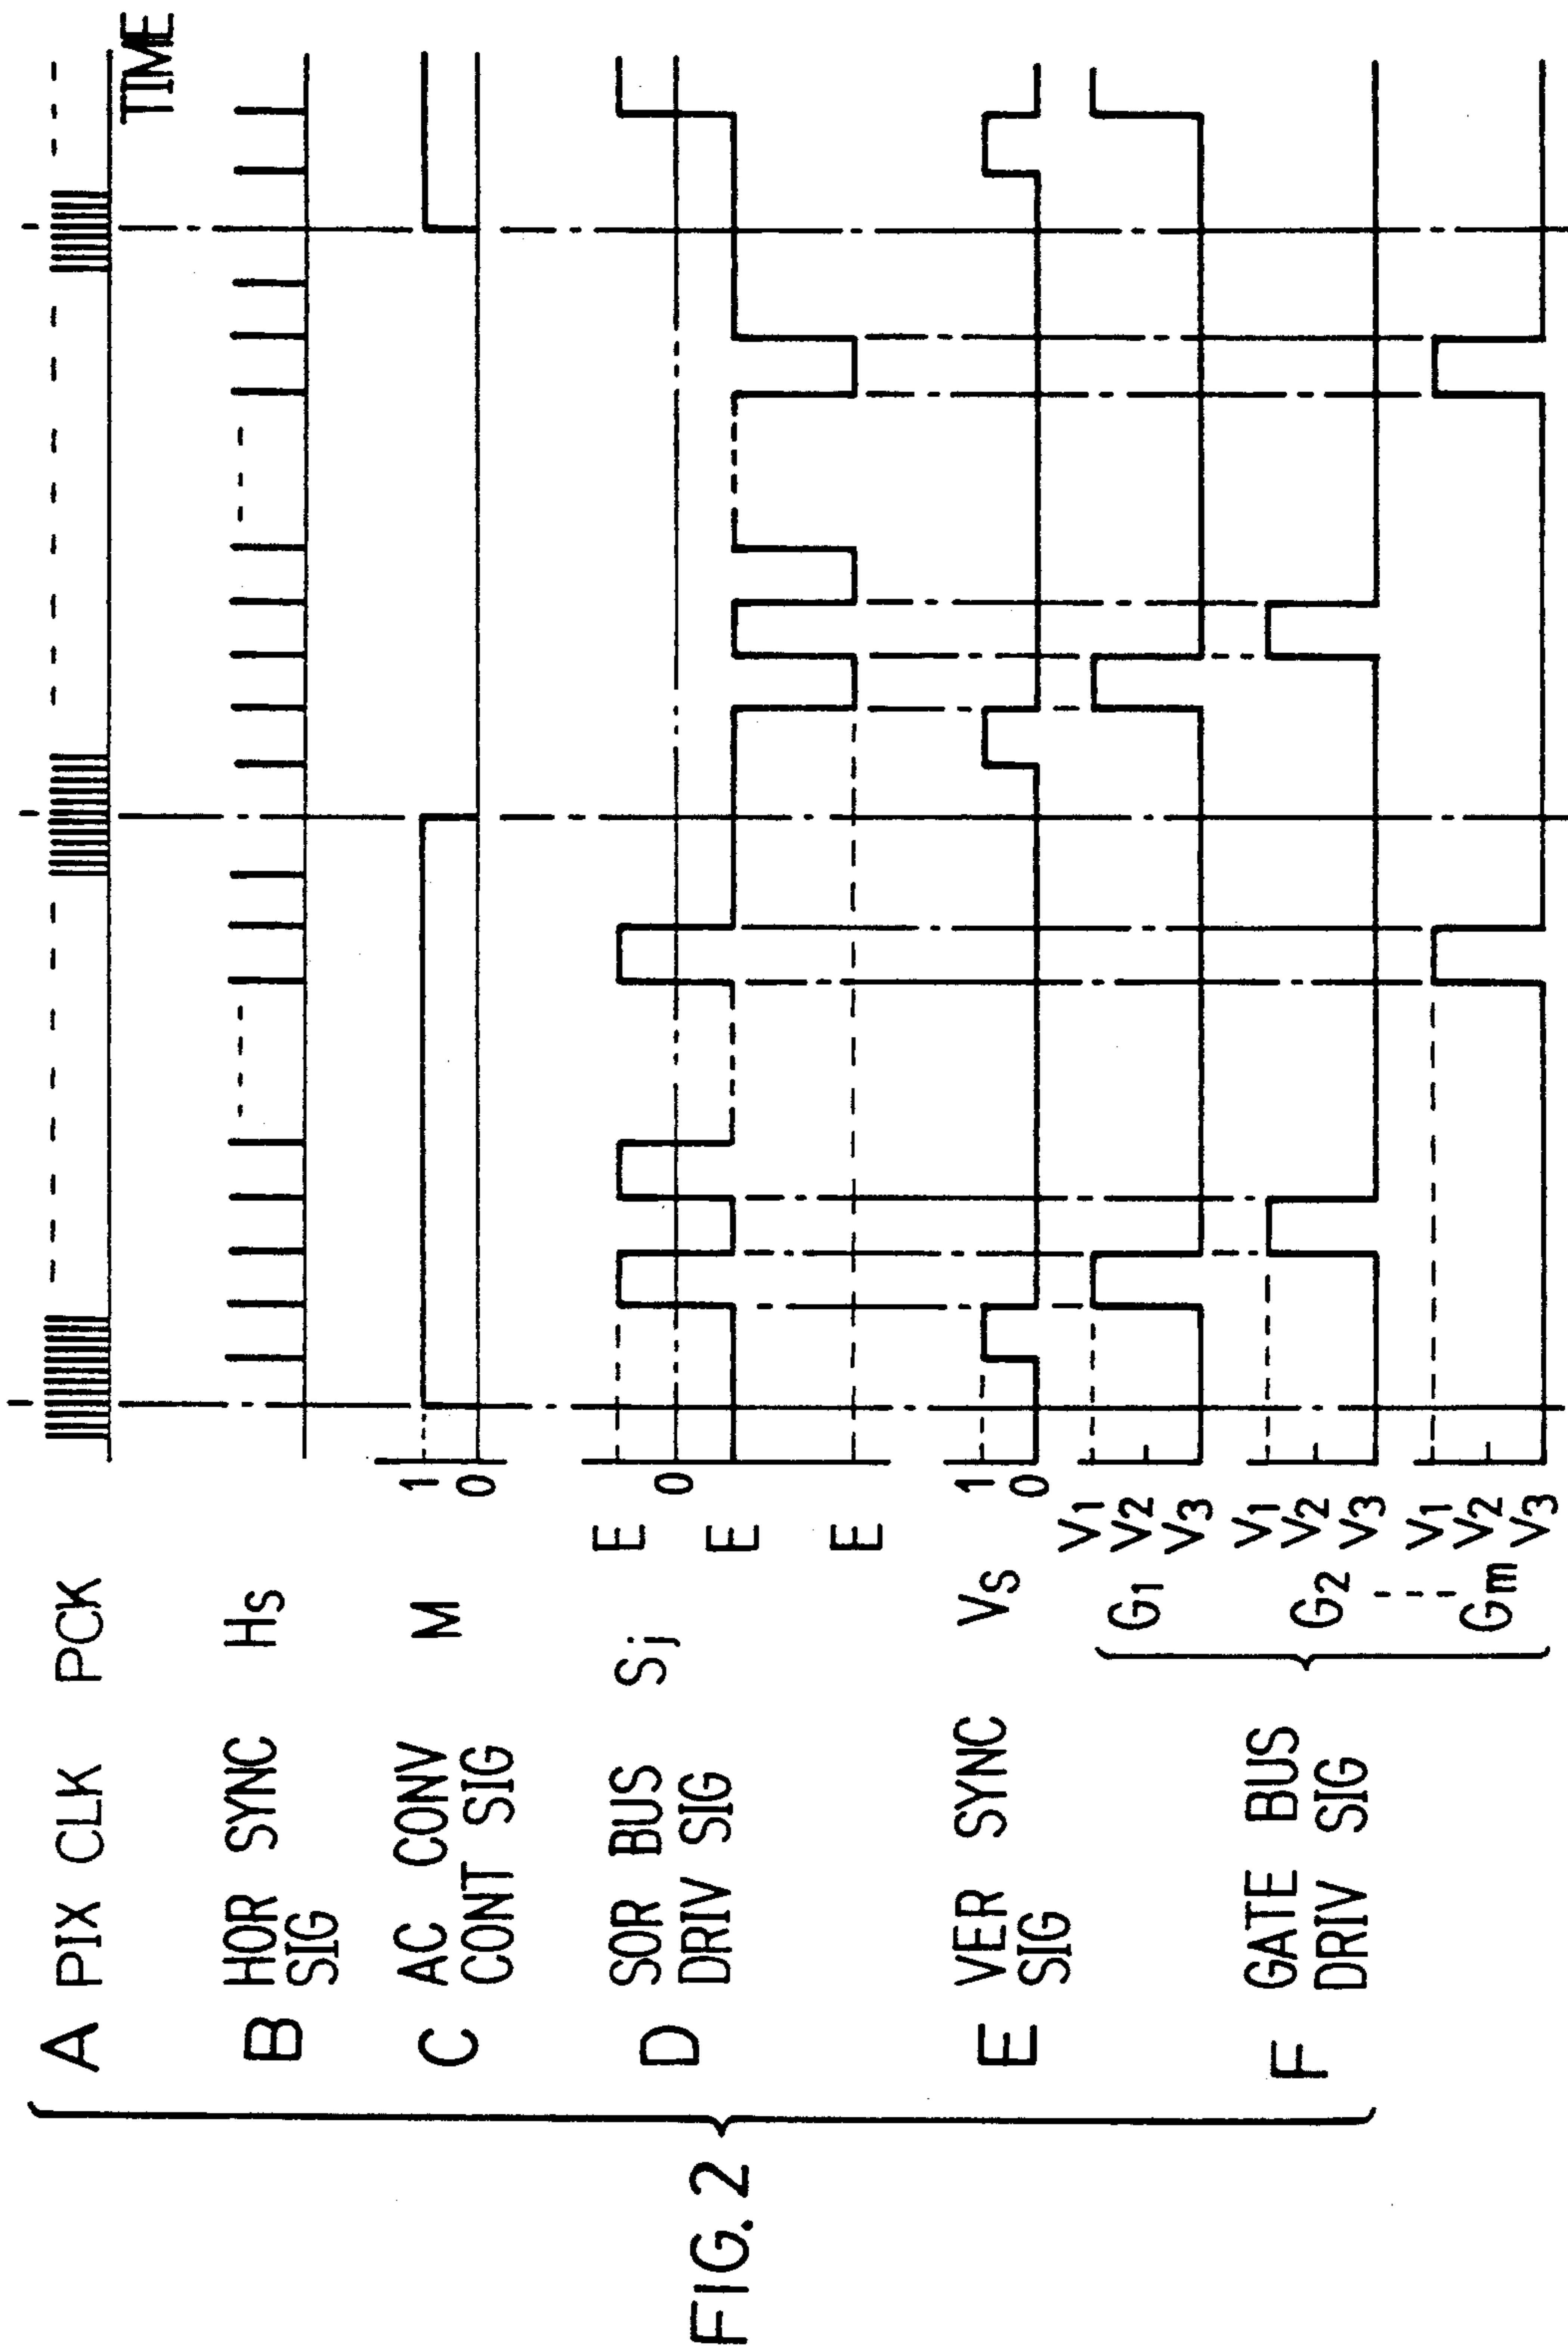 FIG. 2
A PIX CLK PCK
TIME
B HOR SYNC Hs
SIG
C AC CONV M
CONT SIG
1
0
D SOR BUS Sj
DRIV SIG
E
0
E
E
E VER SYNC Vs
SIG
1
0
F GATE BUS
DRIV SIG
G1
V1
V2
V3
G2
V1
V2
V3
Gm
V1
V2
V3